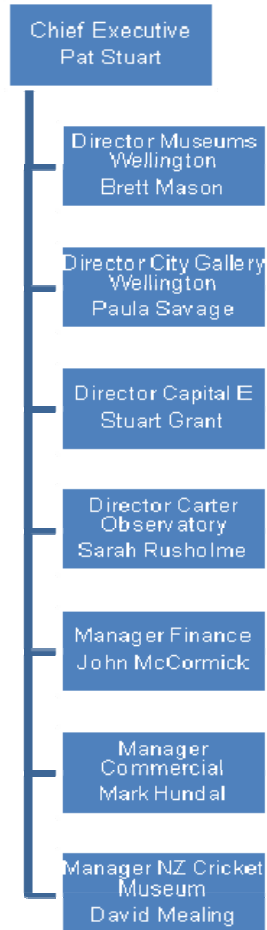 Chief Executive
Pat Stuart
Director Museums
Wellington
Brett Mason
Director City Gallery
Wellington
Paula Savage
Director Capital E
Stuart Grant
Director Carter
Observatory
Sarah Rusholme
Manager Finance
John McCormick
Manager
Commercial
Mark Hundal
Manager NZ Cricket
Museum
David Mealing